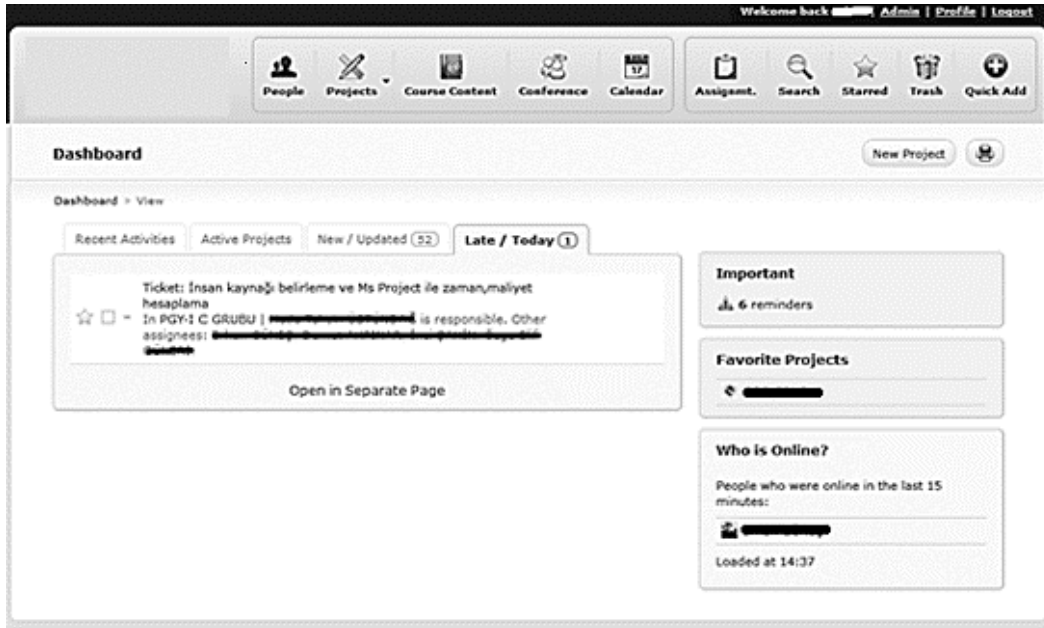 Welcome back , Admin | Profile | Logout
People Projects Course Content Conference Calendar Assignmt. Search Starred Trash Quick Add
17
Dashboard
New Project
Dashboard > View
Recent Activities Active Projects New / Updated (52) Late / Today (1)
Ticket: İnsan kaynağı belirleme ve Ms Project ile zaman,maliyet
hesaplama
In PGY-I C GRUBU | is responsible. Other
assignees:
Open in Separate Page
Important
6 reminders
Favorite Projects
Who is Online?
People who were online in the last 15
minutes:
Loaded at 14:37